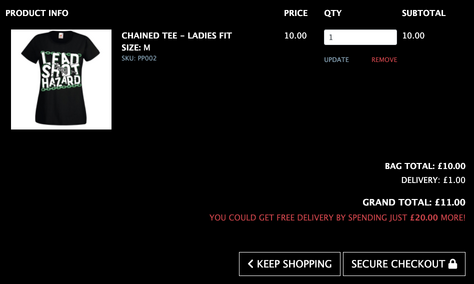 PRODUCT INFO PRICE QTY SUBTOTAL
CHAINED TEE - LADIES FIT 10.00 1 10.00
SIZE: M
SKU: PP002
UPDATE REMOVE
LEAD
SHOT
HAZARD
BAG TOTAL: £10.00
DELIVERY: £1.00
GRAND TOTAL: £11.00
YOU COULD GET FREE DELIVERY BY SPENDING JUST £20.00 MORE!
KEEP SHOPPING SECURE CHECKOUT